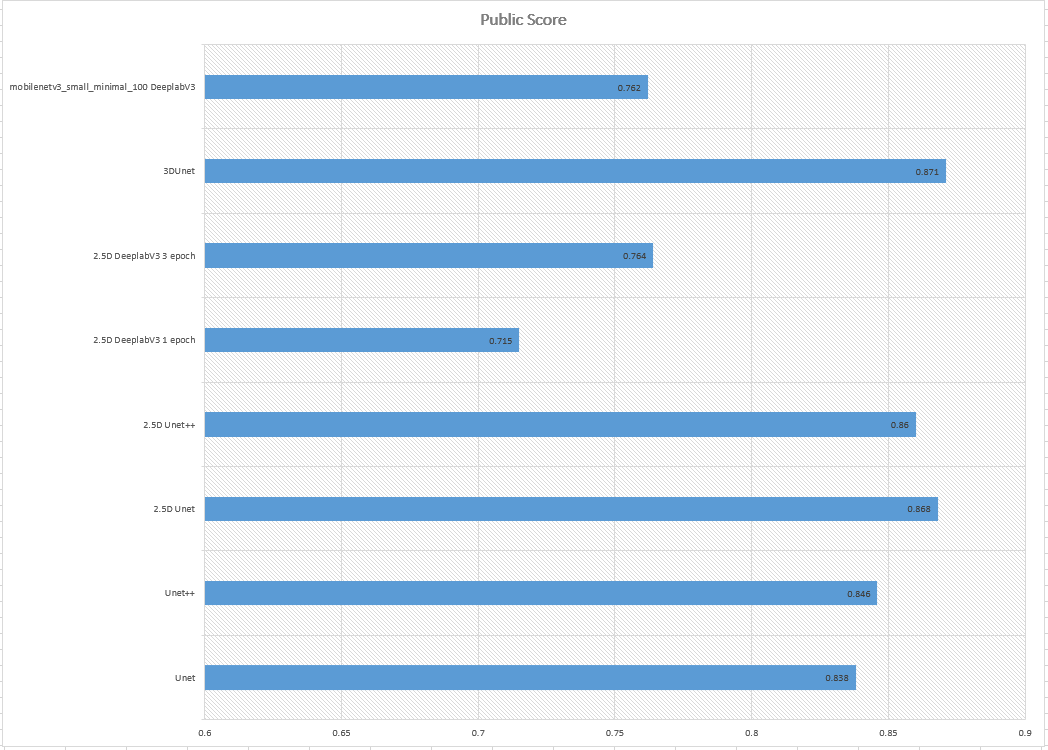 Public Score
mobilenetv3_small_minimal_100 DeeplabV3
0.762
3DUnet
0.871
2.5D DeeplabV3 3 epoch
0.764
2.5D DeeplabV3 1 epoch
0.715
2.5D Unet++
0.86
2.5D Unet
0.868
Unet++
0.846
Unet
0.838
0.6 0.65 0.7 0.75 0.8 0.85 0.9